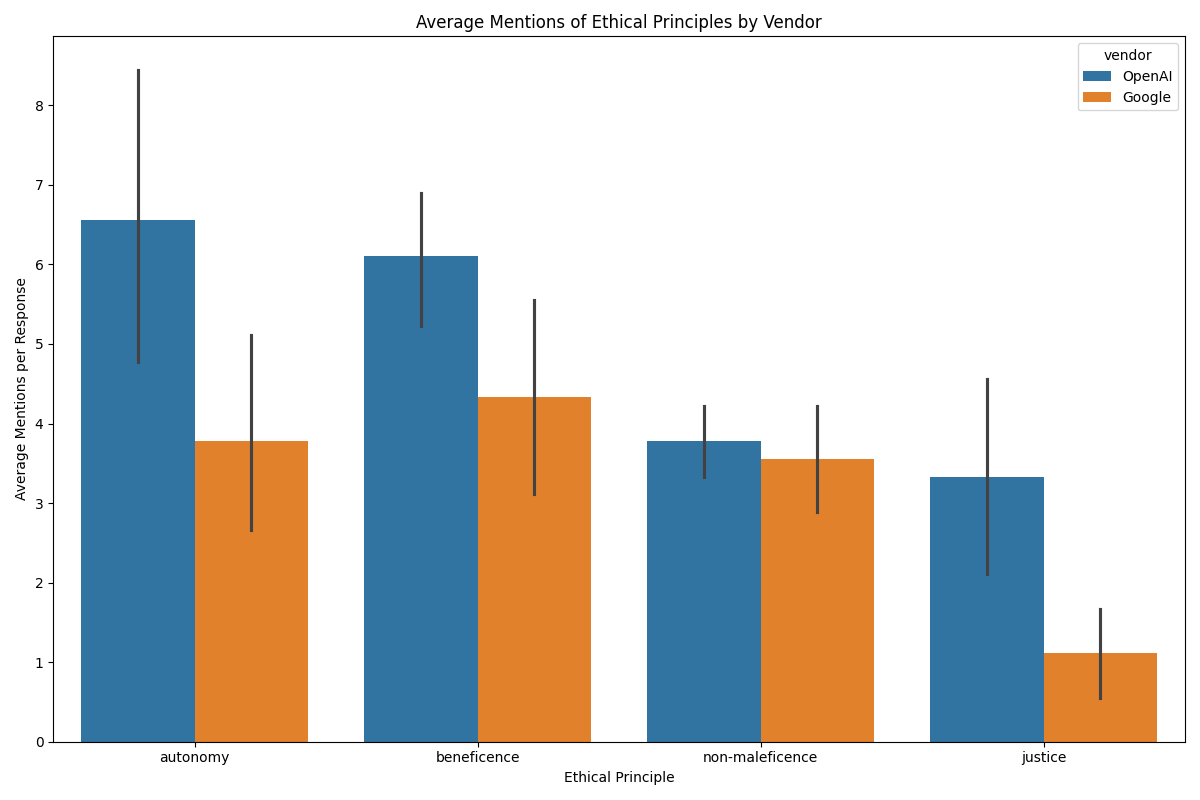 Average Mentions of Ethical Principles by Vendor
vendor
OpenAI
Google
Average Mentions per Response
8
7
6
5
4
3
2
1
0
autonomy
beneficence
non-maleficence
justice
Ethical Principle